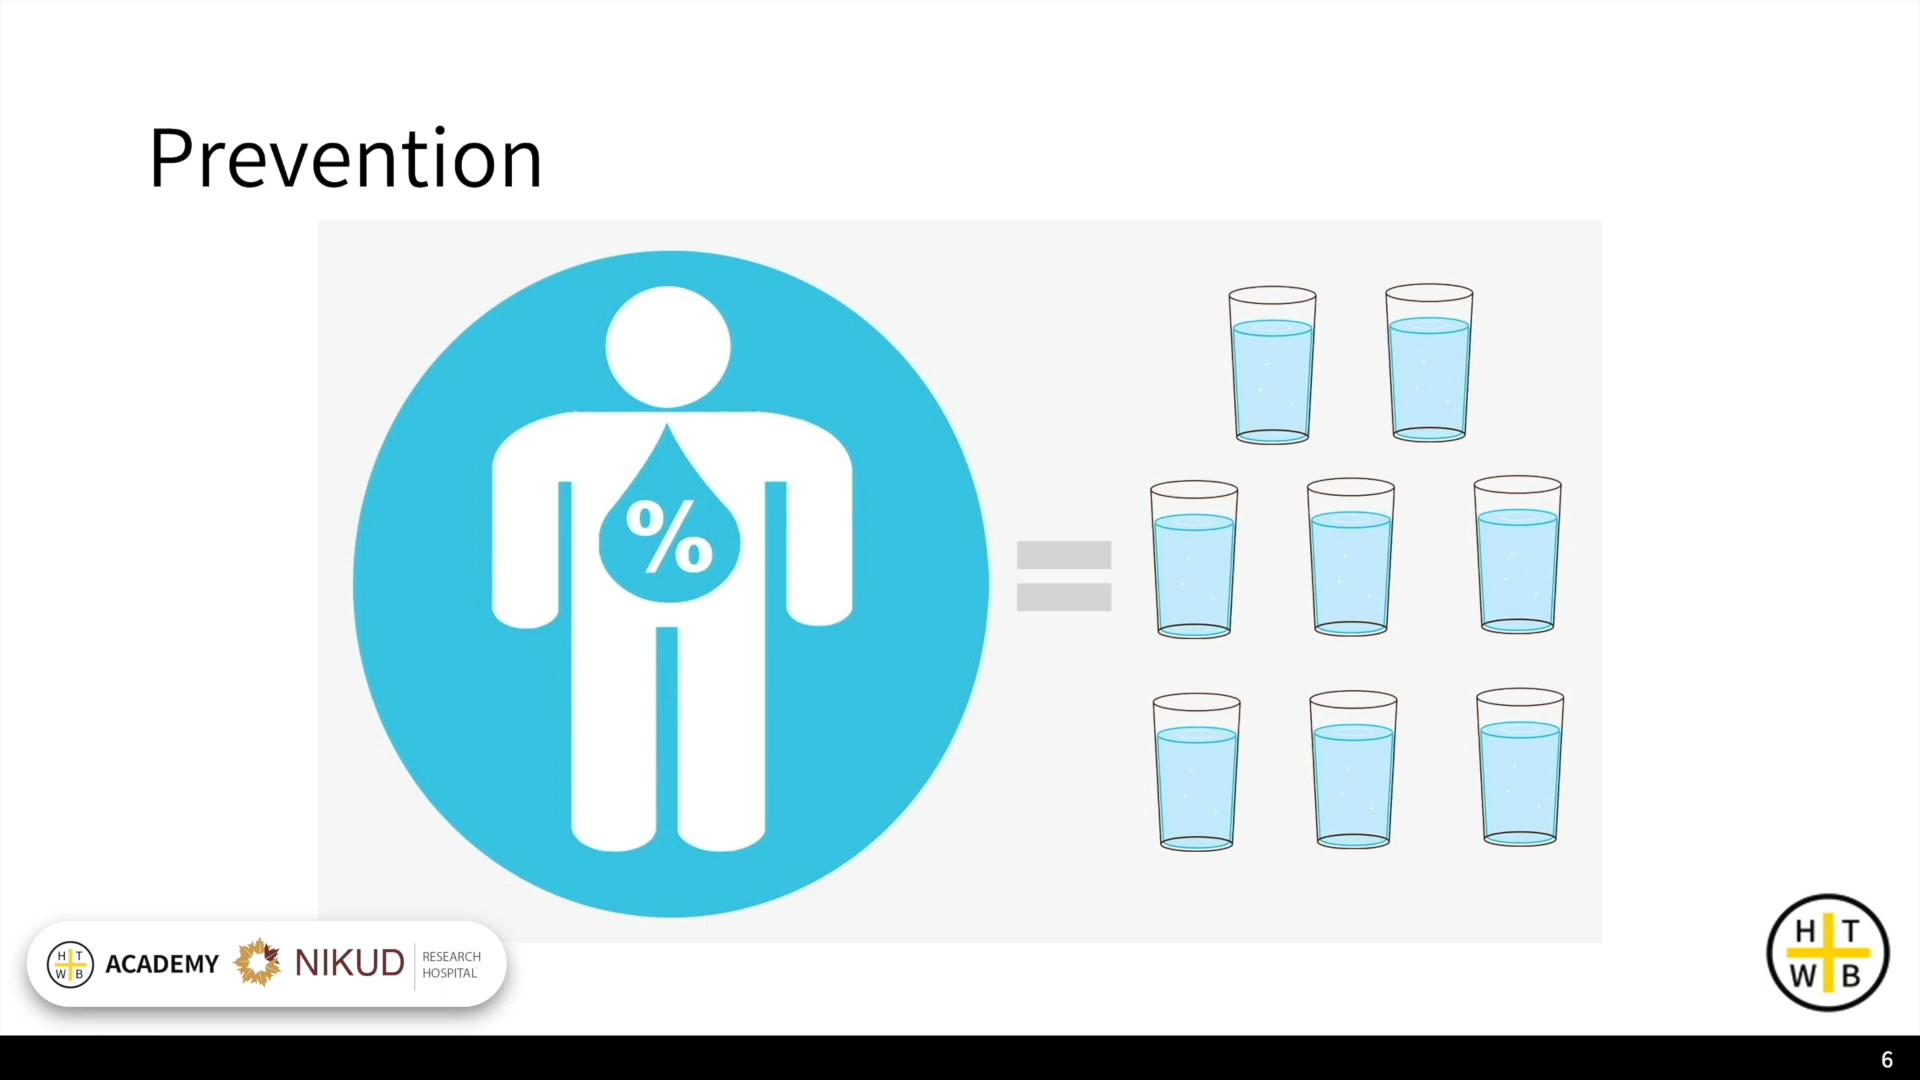 Prevention
%
H T
W B
ACADEMY
NIKUD
RESEARCH
HOSPITAL
H T
W B
6